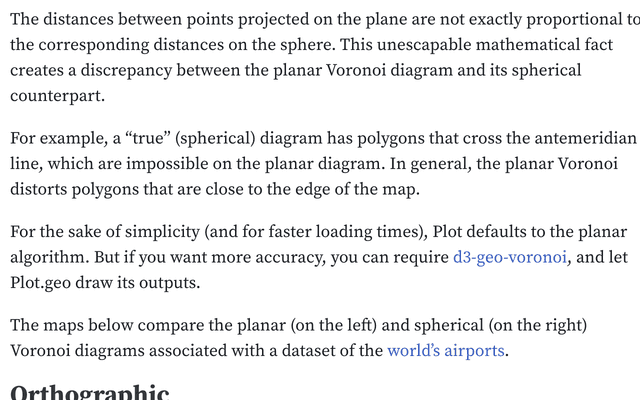 The distances between points projected on the plane are not exactly proportional to
the corresponding distances on the sphere. This unescapable mathematical fact
creates a discrepancy between the planar Voronoi diagram and its spherical
counterpart.
For example, a “true” (spherical) diagram has polygons that cross the antemeridian
line, which are impossible on the planar diagram. In general, the planar Voronoi
distorts polygons that are close to the edge of the map.
For the sake of simplicity (and for faster loading times), Plot defaults to the planar
algorithm. But if you want more accuracy, you can require d3-geo-voronoi, and let
Plot.geo draw its outputs.
The maps below compare the planar (on the left) and spherical (on the right)
Voronoi diagrams associated with a dataset of the world’s airports.
Orthographic